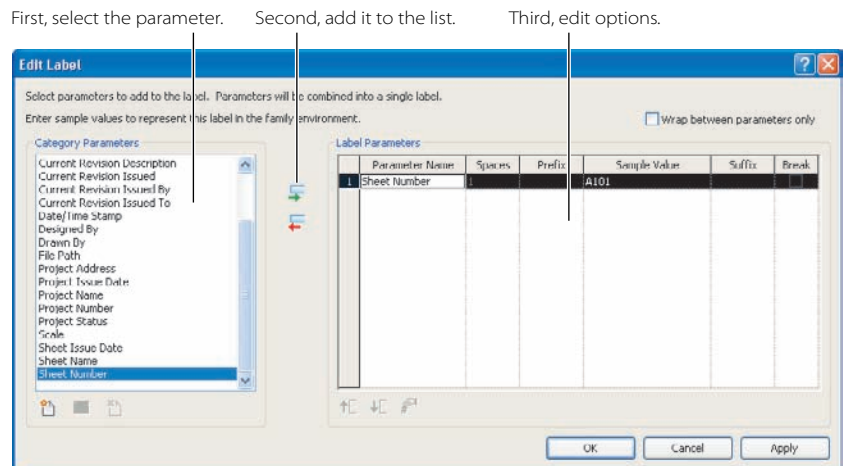 First, select the parameter. Second, add it to the list. Third, edit options.
Edit Label
Select parameters to add to the label. Parameters will be combined into a single label.
Enter sample values to represent this label in the family environment.
Wrap between parameters only
Category Parameters
Current Revision Description
Current Revision Issued
Current Revision Issued By
Current Revision Issued To
Date/Time Stamp
Designed By
Drawn By
File Path
Project Address
Project Issue Date
Project Name
Project Number
Project Status
Scale
Sheet Issue Date
Sheet Name
Sheet Number
Label Parameters
Parameter Name Spaces Prefix Sample Value Suffix Break
1 Sheet Number 1 A101
OK Cancel Apply